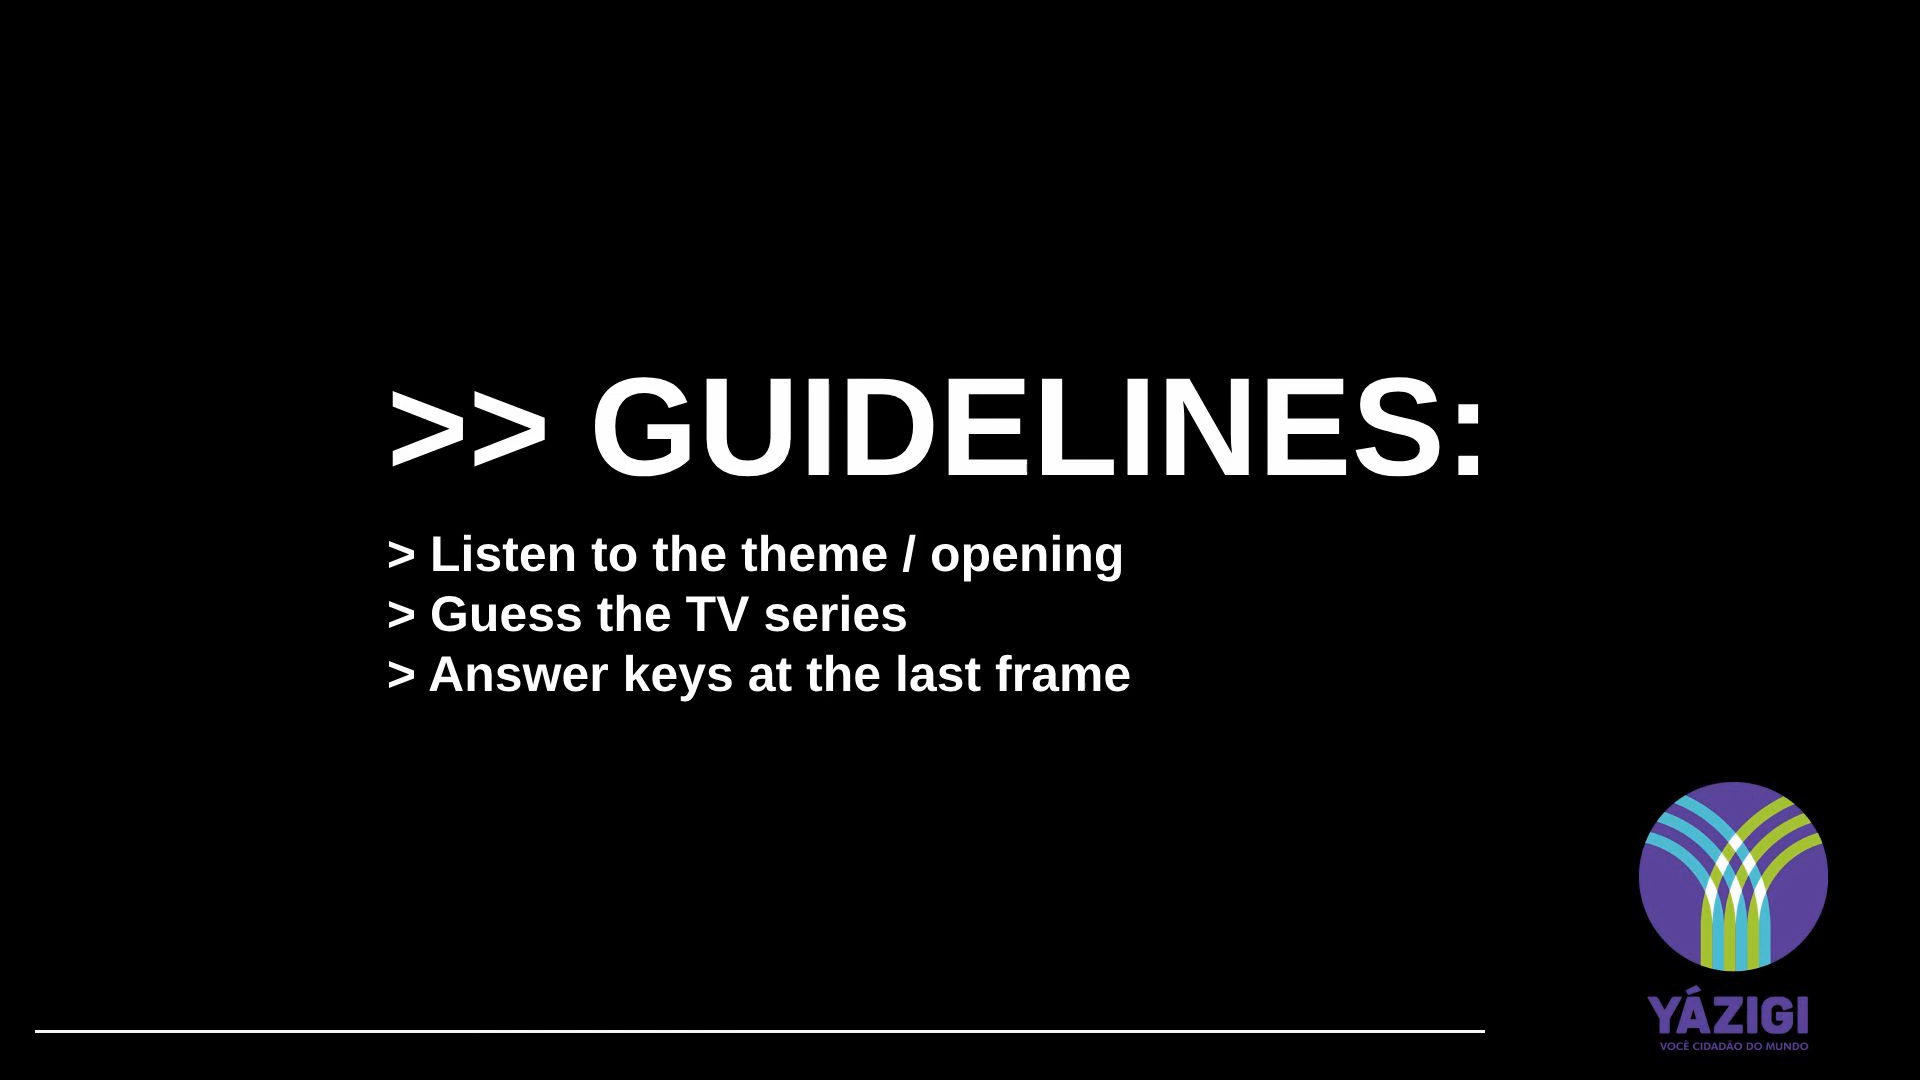 >> GUIDELINES:
> Listen to the theme / opening
> Guess the TV series
> Answer keys at the last frame
YÁZIGI
VOCÊ CIDADÃO DO MUNDO